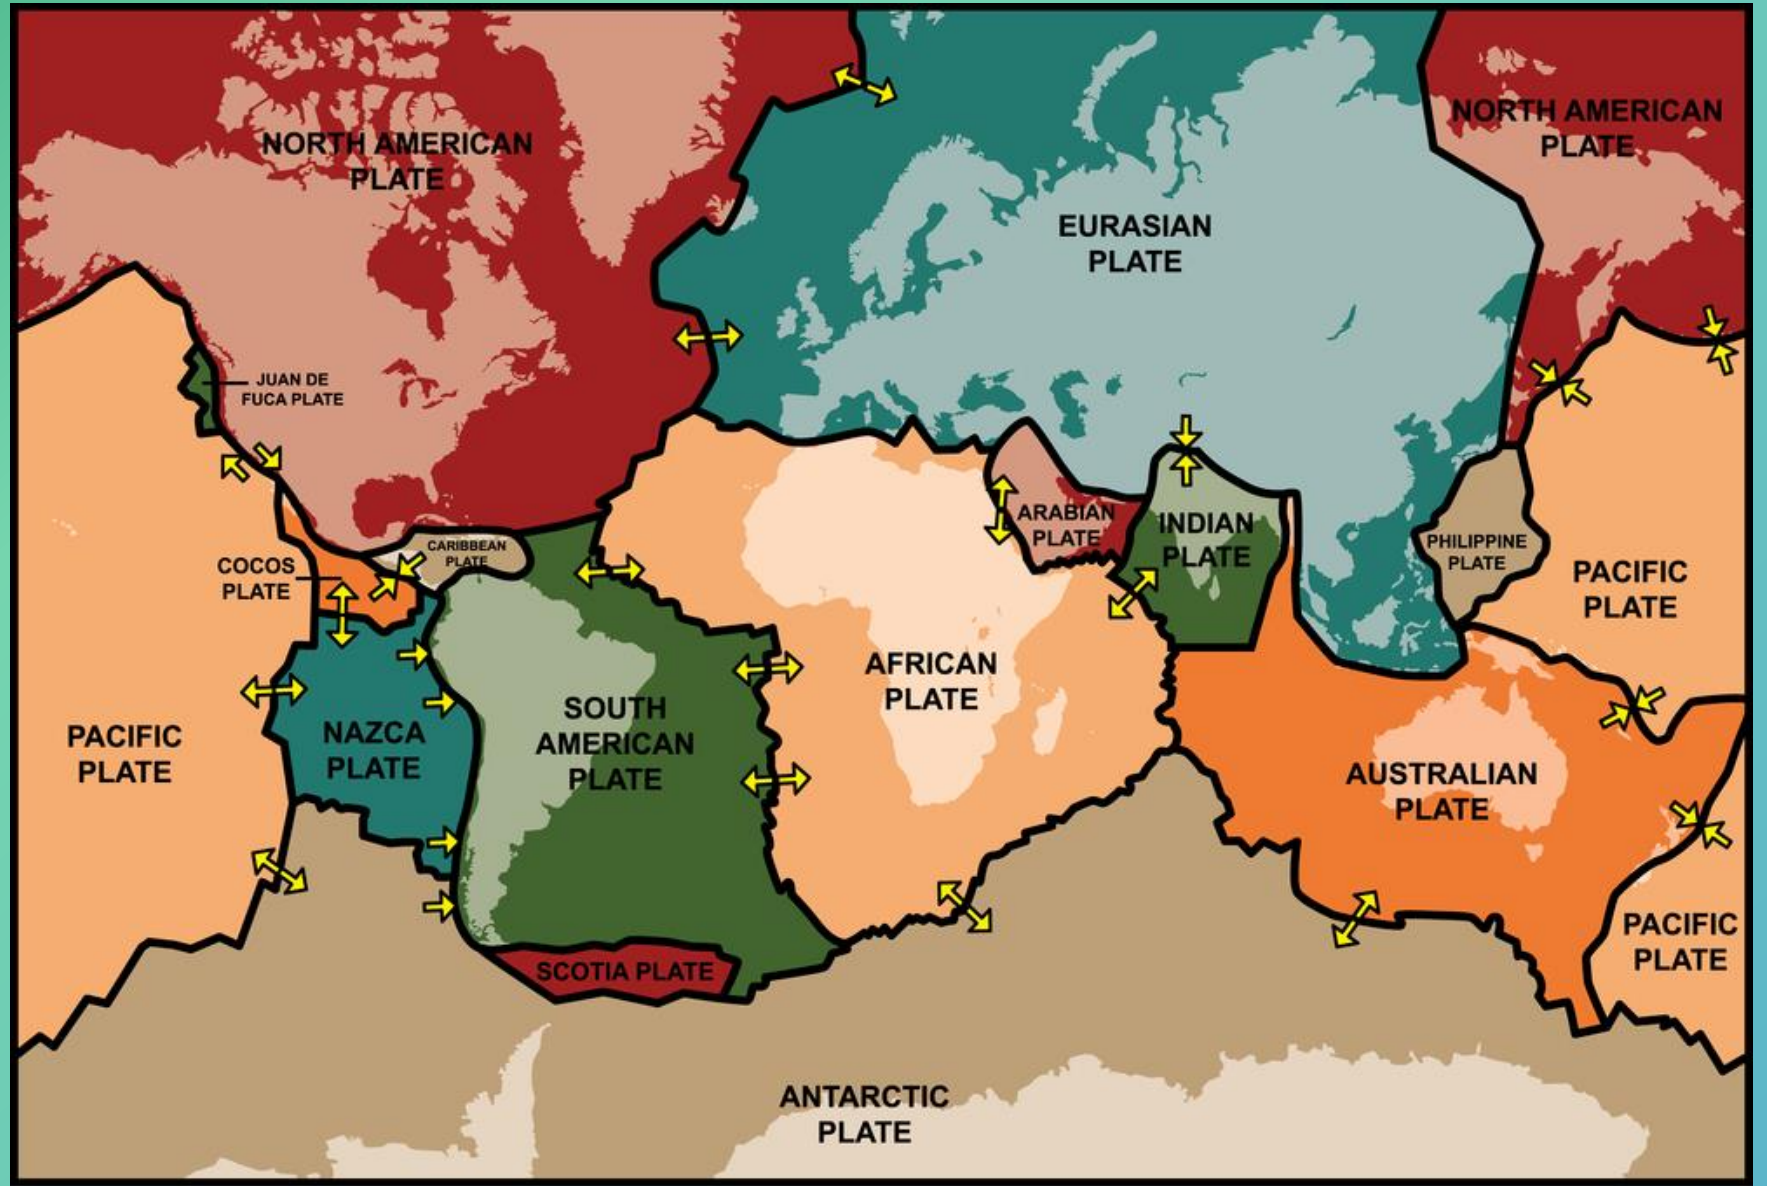 NORTH AMERICAN
PLATE
NORTH AMERICAN
PLATE
EURASIAN
PLATE
JUAN DE
FUCA PLATE
ARABIAN
PLATE
INDIAN
PLATE
CARIBBEAN
PLATE
PHILIPPINE
PLATE
COCOS
PLATE
PACIFIC
PLATE
AFRICAN
PLATE
SOUTH
AMERICAN
PLATE
NAZCA
PLATE
PACIFIC
PLATE
AUSTRALIAN
PLATE
PACIFIC
PLATE
SCOTIA PLATE
ANTARCTIC
PLATE